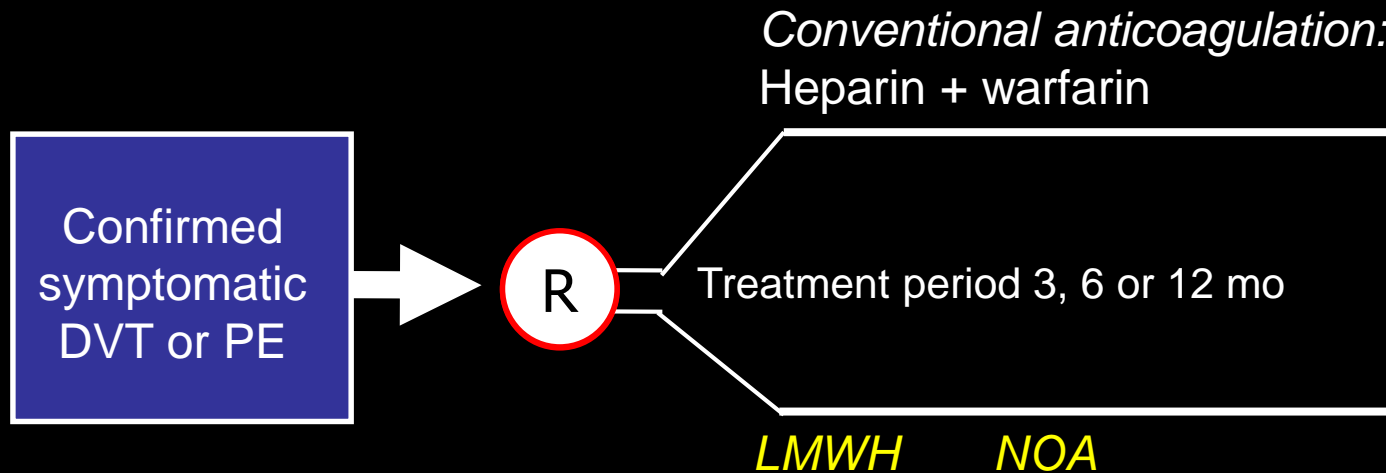 Conventional anticoagulation:
Heparin + warfarin
Confirmed
symptomatic
DVT or PE
R
Treatment period 3, 6 or 12 mo
LMWH NOA